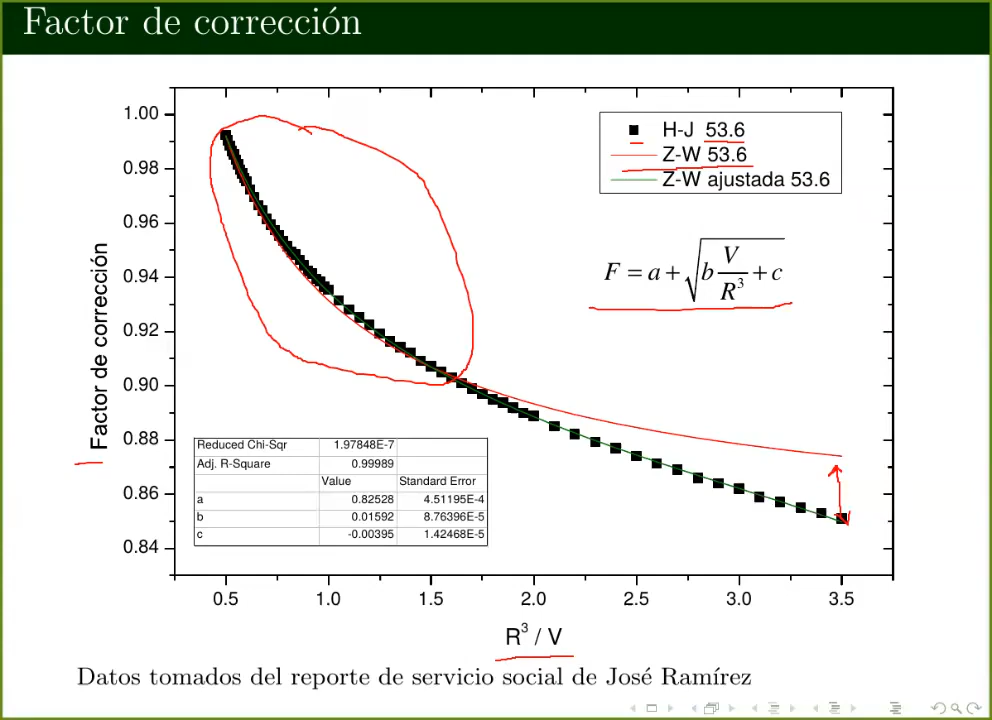 Factor de corrección
1.00
0.98
0.96
0.94
0.92
0.90
0.88
0.86
0.84
Factor de corrección
H-J 53.6
Z-W 53.6
Z-W ajustada 53.6
F = a + √(b V/R³ + c)
Reduced Chi-Sqr 1.97848E-7
Adj. R-Square 0.99989
Value Standard Error
a 0.82528 4.51195E-4
b 0.01592 8.76396E-5
c -0.00395 1.42468E-5
0.5 1.0 1.5 2.0 2.5 3.0 3.5
R³ / V
Datos tomados del reporte de servicio social de José Ramírez